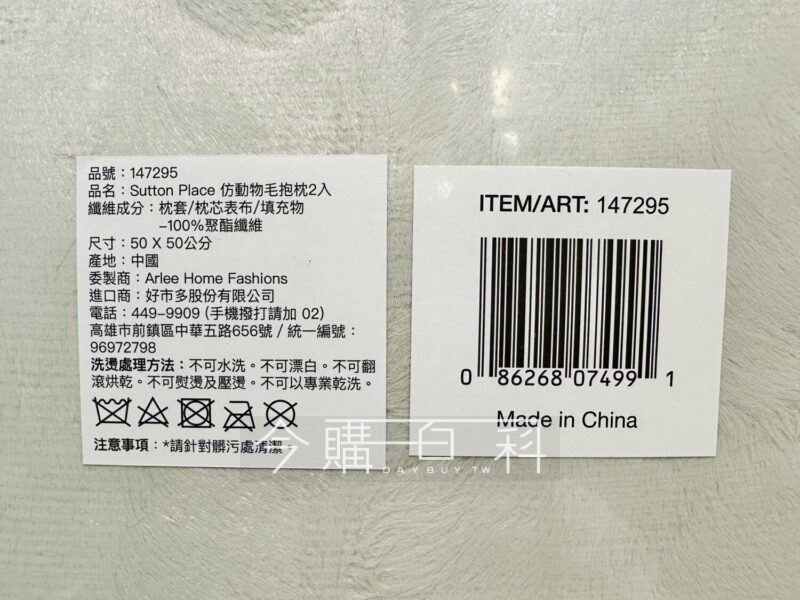 品號：147295
品名：Sutton Place 仿動物毛抱枕2入
纖維成分：枕套/枕芯表布/填充物
-100%聚酯纖維
尺寸：50 X 50公分
產地：中國
委製商：Arlee Home Fashions
進口商：好市多股份有限公司
電話：449-9909 (手機撥打請加 02)
高雄市前鎮區中華五路656號 / 統一編號：
96972798
洗燙處理方法：不可水洗。不可漂白。不可翻
滾烘乾。不可熨燙及壓燙。不可以專業乾洗。
注意事項：*請針對髒污處清潔。
ITEM/ART: 147295
0 86268 07499 1
Made in China
今購百科
DAYBUY.TW